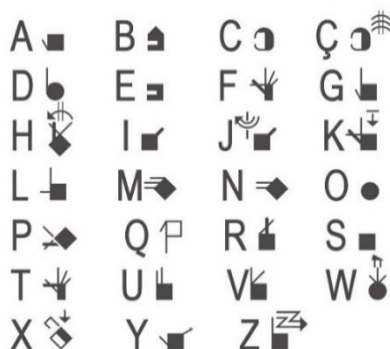 A B C Ç
D E F G
H I J K
L M N O
P Q R S
T U V W
X Y Z